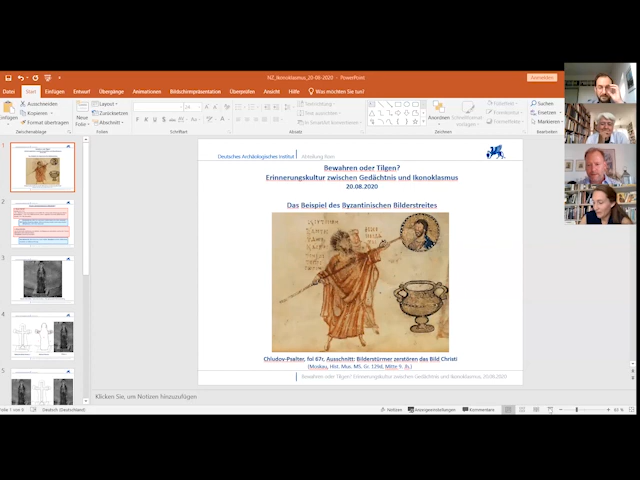 NZ_Ikonoklasmus_20-08-2020 - PowerPoint
Anmelden
Datei Start Einfügen Entwurf Übergänge Animationen Bildschirmpräsentation Überprüfen Ansicht Hilfe Was möchten Sie tun?
Ausschneiden
Kopieren
Format übertragen
Zwischenablage
Neue
Folie
Layout
Zurücksetzen
Abschnitt
Folien
Schriftart
Absatz
Anordnen
Zeichnen
Suchen
Ersetzen
Markieren
Bearbeiten
1
2
3
4
5
Deutsches Archäologisches Institut Abteilung Rom
Bewahren oder Tilgen?
Erinnerungskultur zwischen Gedächtnis und Ikonoklasmus
20.08.2020
Das Beispiel des Byzantinischen Bilderstreites
Chludov-Psalter, fol 67r, Ausschnitt: Bilderstürmer zerstören das Bild Christi
(Moskau, Hist. Mus. MS. Gr. 129d, Mitte 9. Jh.)
Bewahren oder Tilgen? Erinnerungskultur zwischen Gedächtnis und Ikonoklasmus, 20.08.2020
Klicken Sie, um Notizen hinzuzufügen
Deutsch (Deutschland)
Notizen Anzeigeeinstellungen Kommentare